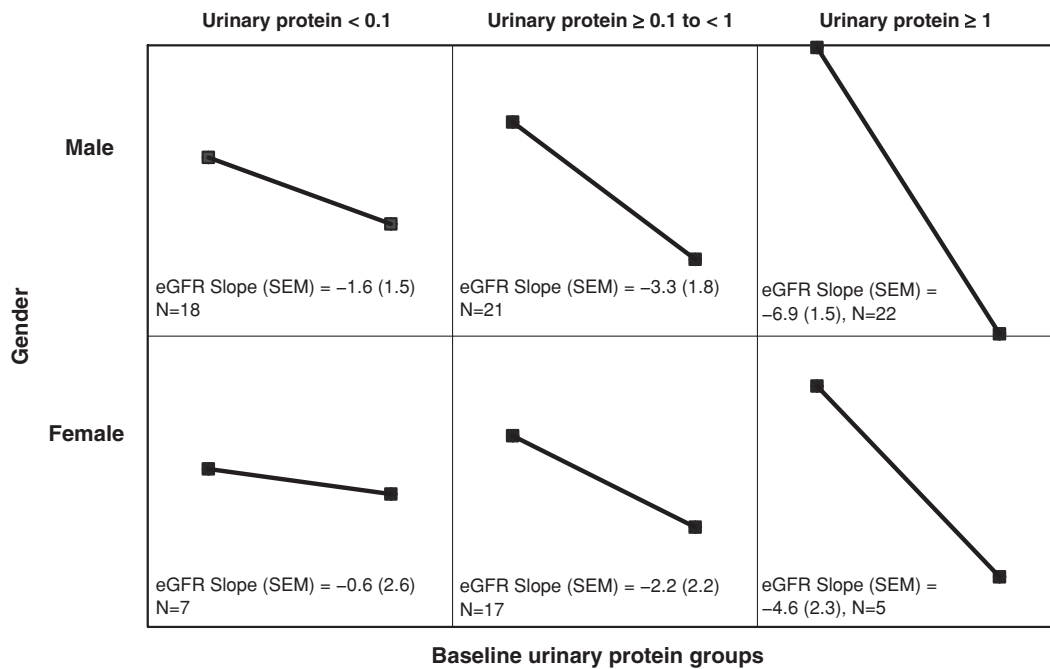 Urinary protein < 0.1
Urinary protein ≥ 0.1 to < 1
Urinary protein ≥ 1
Male
eGFR Slope (SEM) = −1.6 (1.5)
N=18
eGFR Slope (SEM) = −3.3 (1.8)
N=21
eGFR Slope (SEM) =
−6.9 (1.5), N=22
Gender
Female
eGFR Slope (SEM) = −0.6 (2.6)
N=7
eGFR Slope (SEM) = −2.2 (2.2)
N=17
eGFR Slope (SEM) =
−4.6 (2.3), N=5
Baseline urinary protein groups